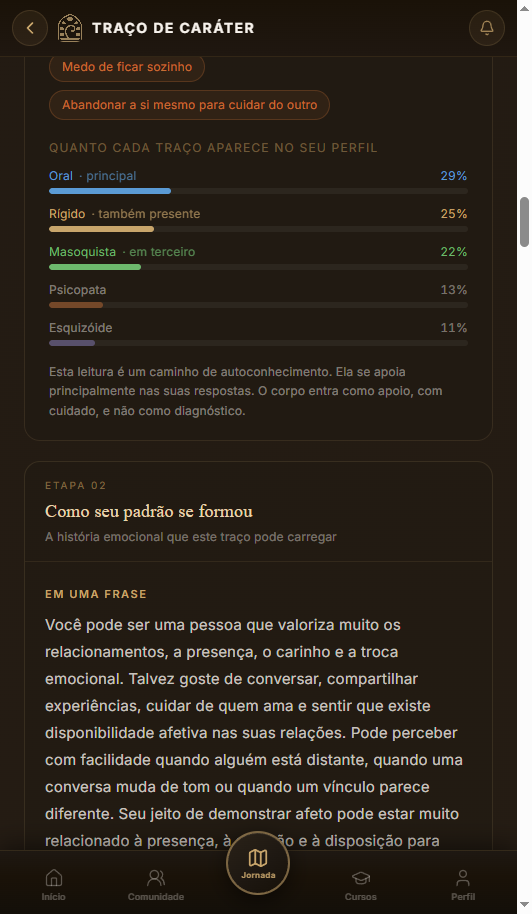 TRAÇO DE CARÁTER
Medo de ficar sozinho
Abandonar a si mesmo para cuidar do outro
QUANTO CADA TRAÇO APARECE NO SEU PERFIL
Oral · principal 29%
Rígido · também presente 25%
Masoquista · em terceiro 22%
Psicopata 13%
Esquizóide 11%
Esta leitura é um caminho de autoconhecimento. Ela se apoia
principalmente nas suas respostas. O corpo entra como apoio, com
cuidado, e não como diagnóstico.
ETAPA 02
Como seu padrão se formou
A história emocional que este traço pode carregar
EM UMA FRASE
Você pode ser uma pessoa que valoriza muito os
relacionamentos, a presença, o carinho e a troca
emocional. Talvez goste de conversar, compartilhar
experiências, cuidar de quem ama e sentir que existe
disponibilidade afetiva nas suas relações. Pode perceber
com facilidade quando alguém está distante, quando uma
conversa muda de tom ou quando um vínculo parece
diferente. Seu jeito de demonstrar afeto pode estar muito
relacionado à presença, à e à disposição para
Início
Comunidade
Jornada
Cursos
Perfil